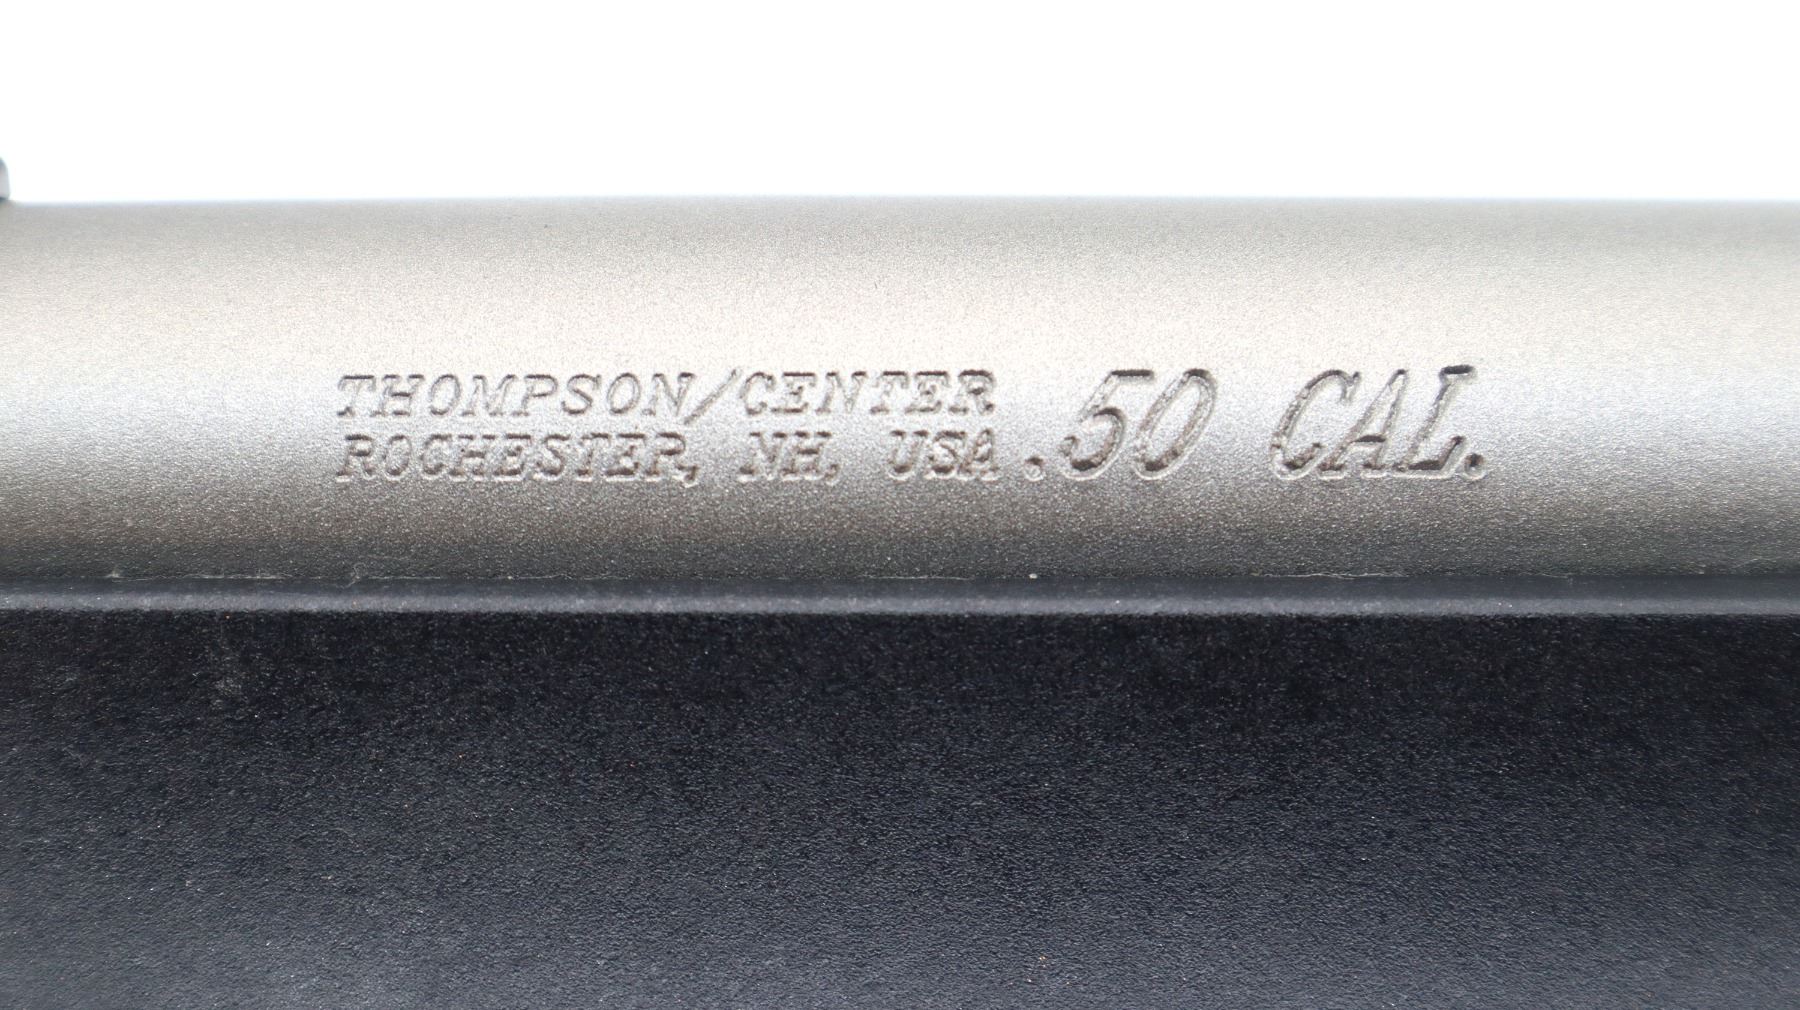 THOMPSON/CENTER
ROCHESTER, NH, USA
.50 CAL.